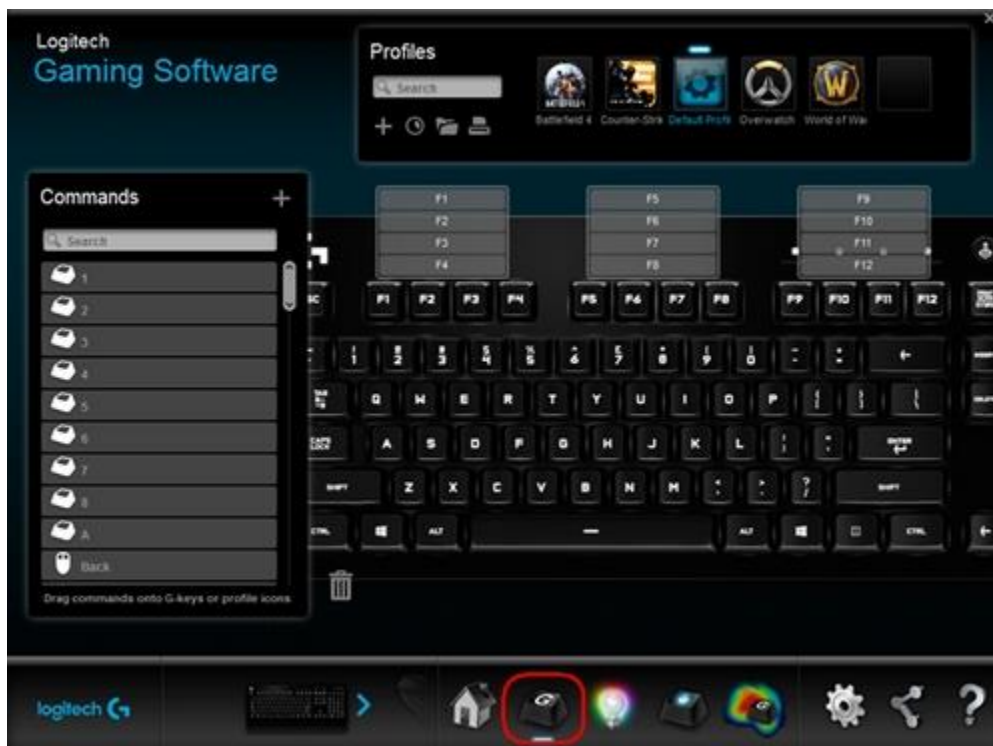 Logitech
Gaming Software
Profiles
Search
Battlefield 4 Counter-Strik Default Profi Overwatch World of War
Commands
Search
1
2
3
4
5
6
7
8
A
Back
Drag commands onto G-keys or profile icons.
F1 F5 F9
F2 F6 F10
F3 F7 F11
F4 F8 F12
F1 F2 F3 F4 F5 F6 F7 F8 F9 F10 F11 F12
1 2 3 4 5 6 7 8 9 0
TAB Q W E R T Y U I O P
CAPS LOCK A S D F G H J K L ENTER
SHIFT Z X C V B N M SHIFT
CTRL ALT ALT CTRL
logitech G
G
G
?